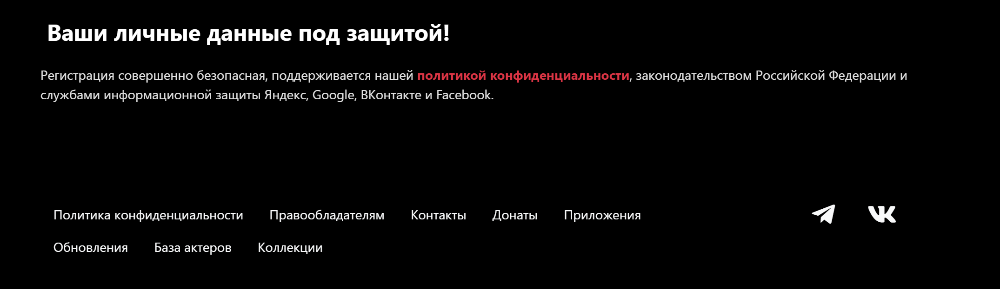 Ваши личные данные под защитой!
Регистрация совершенно безопасная, поддерживается нашей политикой конфиденциальности, законодательством Российской Федерации и
службами информационной защиты Яндекс, Google, ВКонтакте и Facebook.
Политика конфиденциальности Правообладателям Контакты Донаты Приложения
Обновления База актеров Коллекции